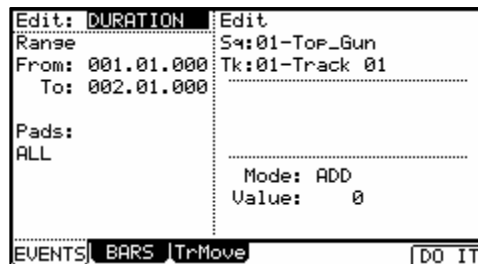 Edit: DURATION
Range
From: 001.01.000
To: 002.01.000
Pads:
ALL
Edit
Sq:01-Top_Gun
Tk:01-Track 01
Mode: ADD
Value: 0
EVENTS BARS TrMove DO IT